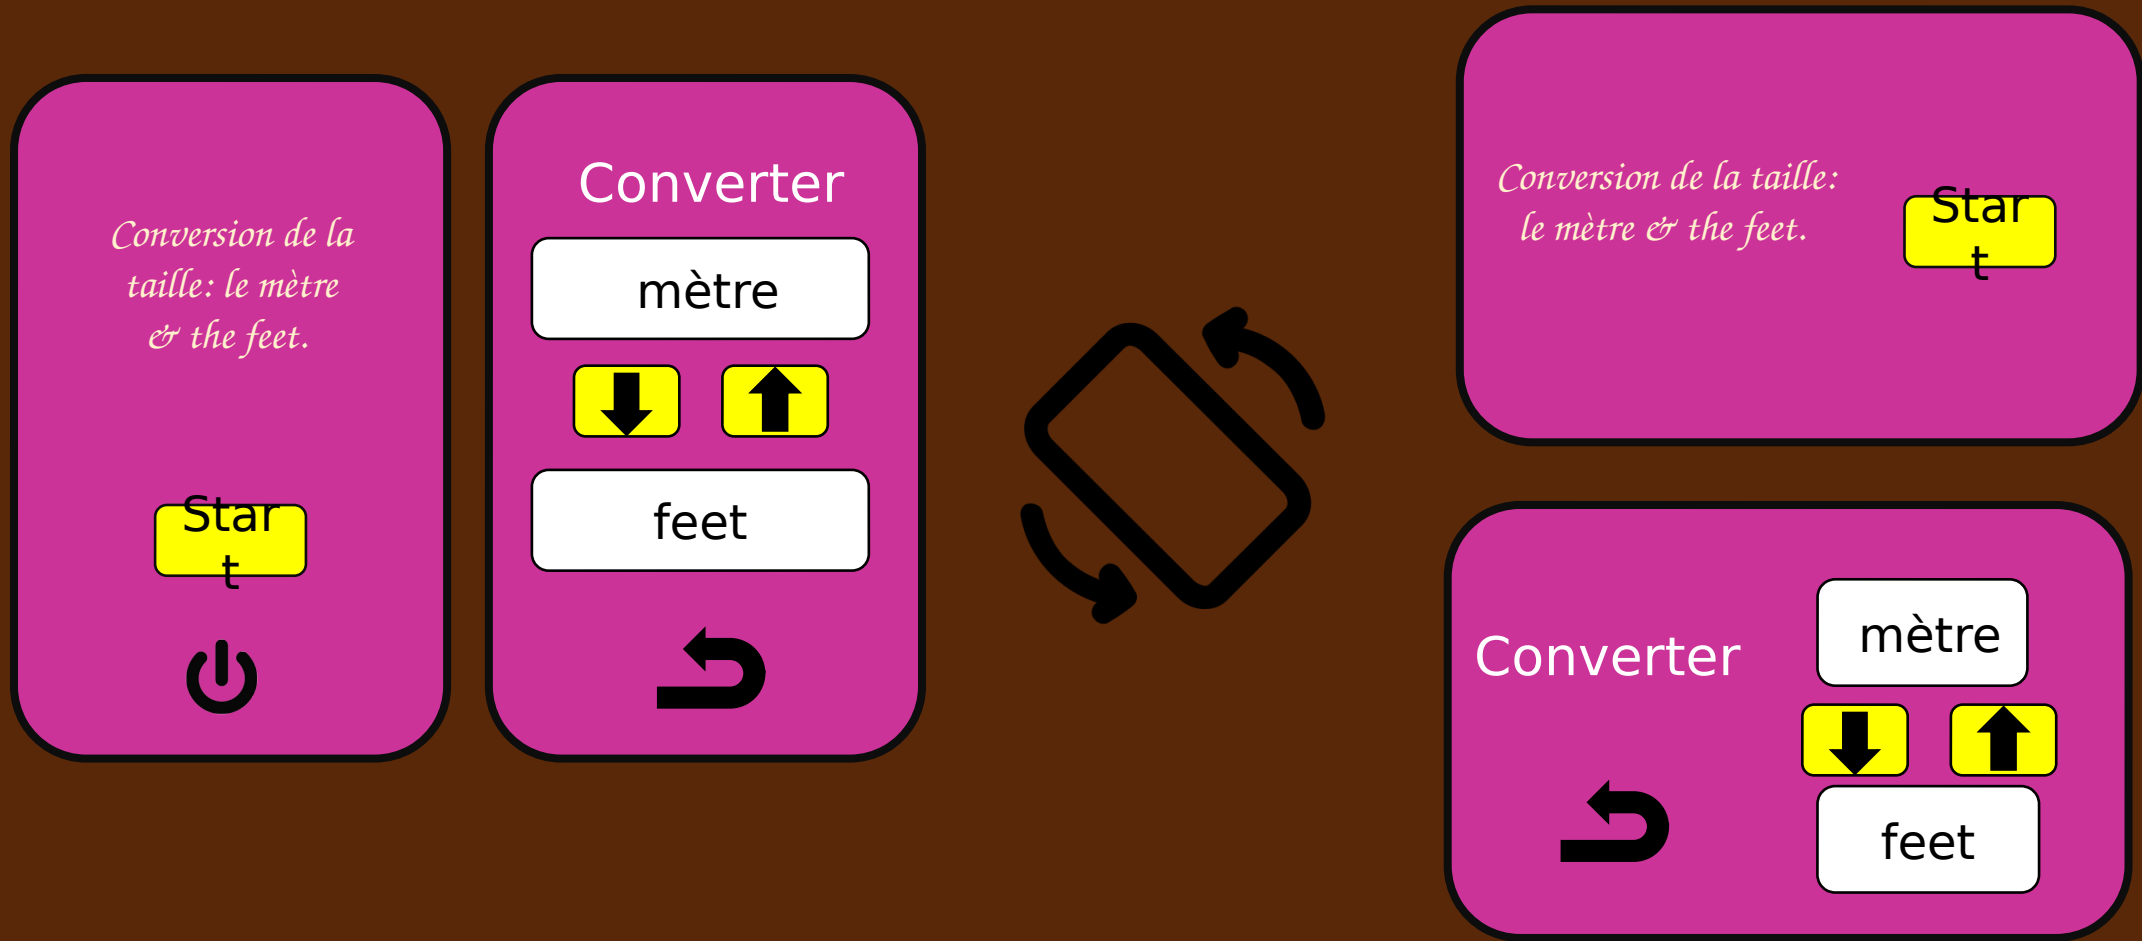 Conversion de la
taille: le mètre
& the feet.
Star
t
Converter
mètre
feet
Conversion de la taille:
le mètre & the feet.
Star
t
Converter
mètre
feet